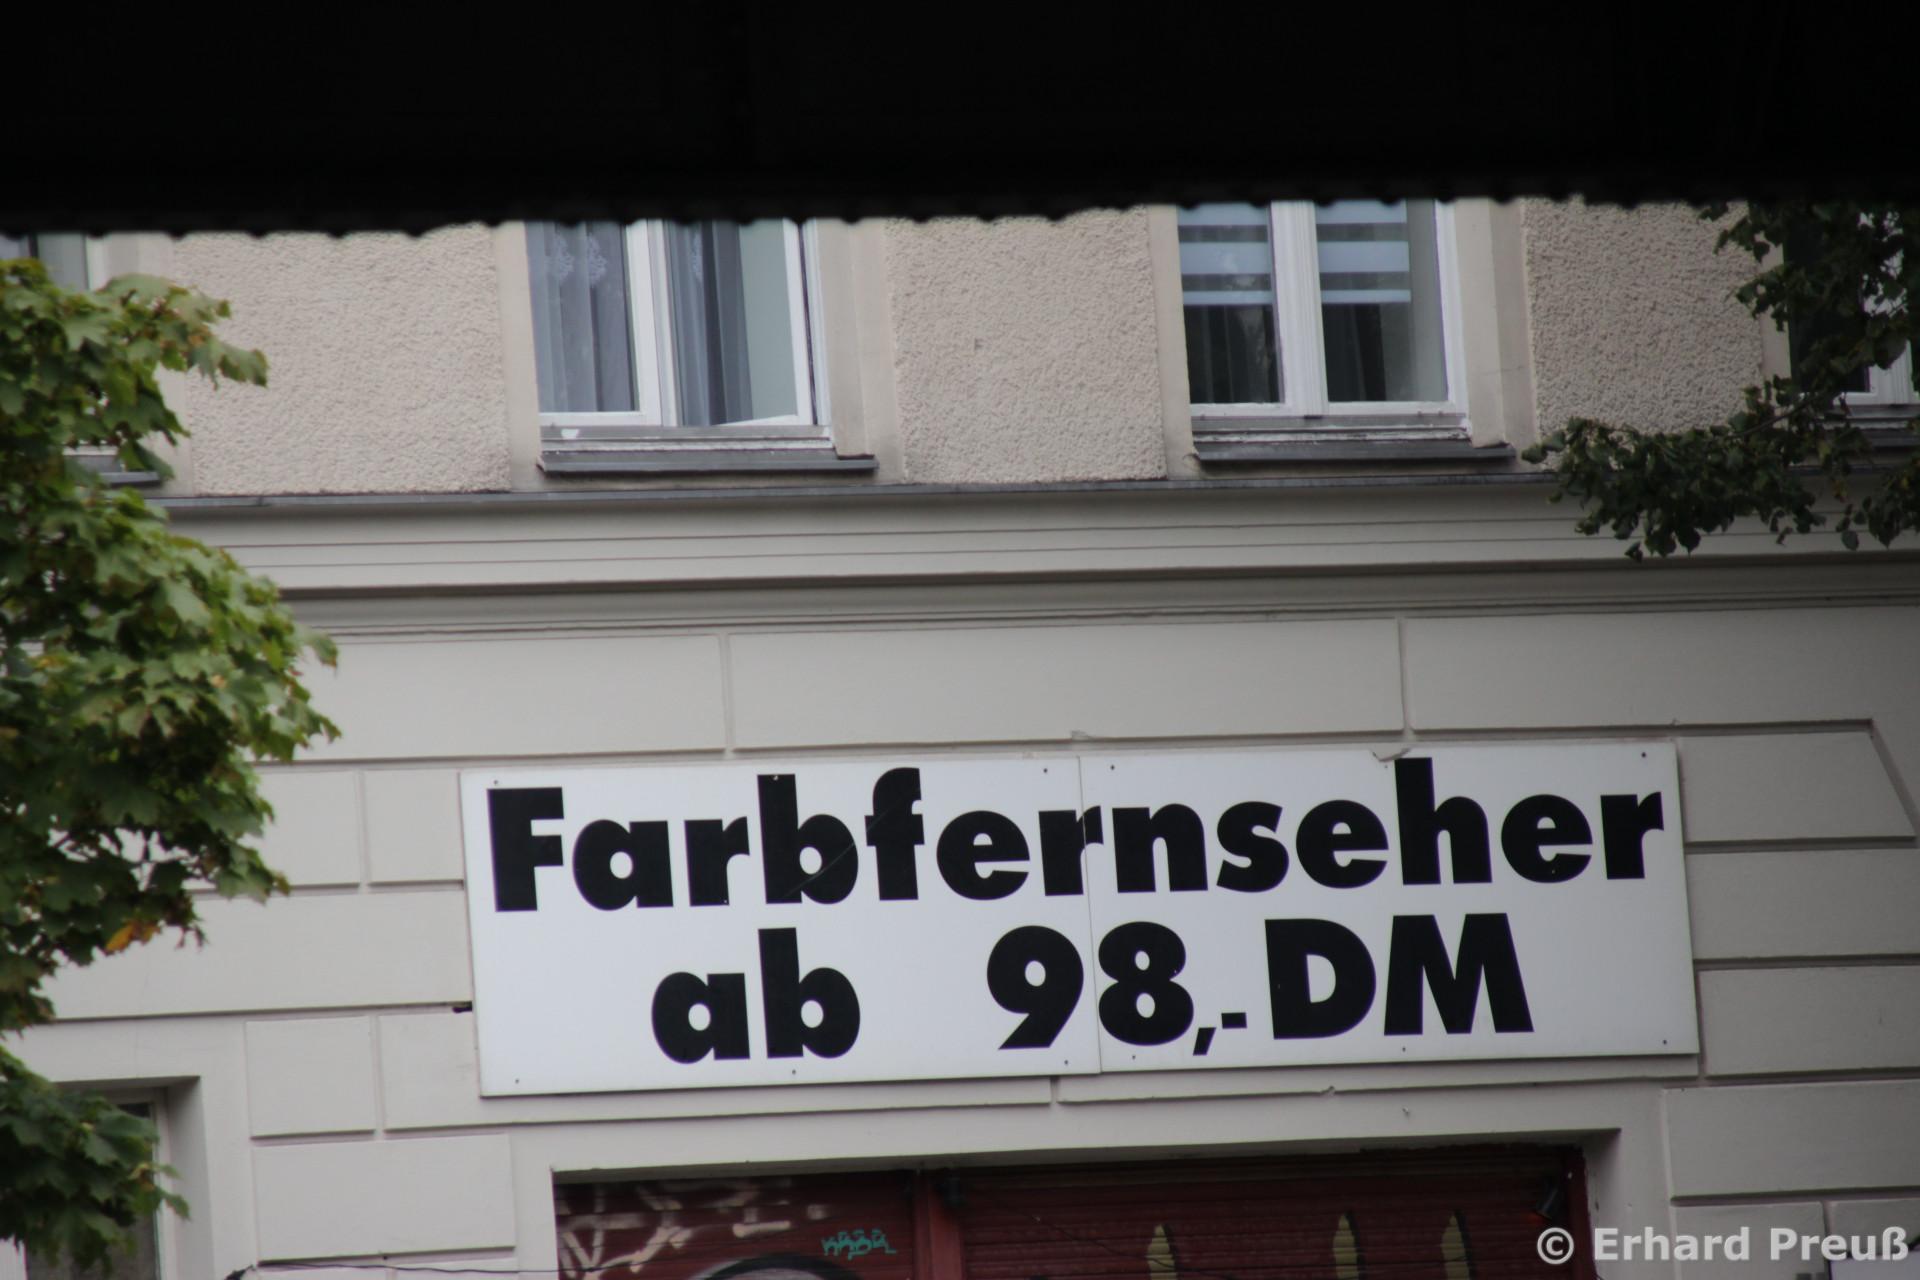 Farbfernseher
ab 98,- DM
© Erhard Preuß